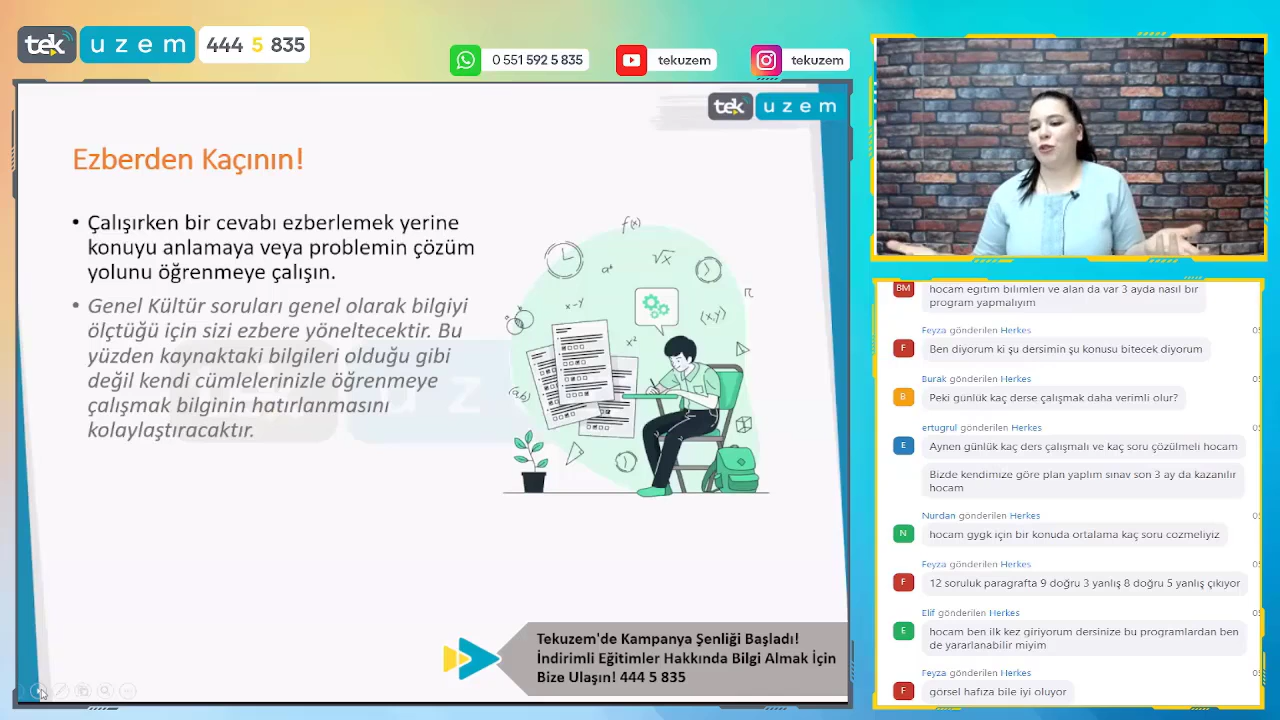 tek uzem 444 5 835
0 551 592 5 835
tekuzem
tekuzem
tek uzem
Ezberden Kaçının!
• Çalışırken bir cevabı ezberlemek yerine
konuyu anlamaya veya problemin çözüm
yolunu öğrenmeye çalışın.
• Genel Kültür soruları genel olarak bilgiyi
ölçtüğü için sizi ezbere yöneltecektir. Bu
yüzden kaynaktaki bilgileri olduğu gibi
değil kendi cümlelerinizle öğrenmeye
çalışmak bilginin hatırlanmasını
kolaylaştıracaktır.
f(x)
√x
x-y
x²
(x,y)
π
(a,b)
Tekuzem'de Kampanya Şenliği Başladı!
İndirimli Eğitimler Hakkında Bilgi Almak İçin
Bize Ulaşın! 444 5 835
BM
hocam egitim bilimleri ve alan da var 3 ayda nasil bir
program yapmaliyim
Feyza gönderilen Herkes
F
Ben diyorum ki şu dersimin şu konusu bitecek diyorum
Burak gönderilen Herkes
B
Peki günlük kaç derse çalışmak daha verimli olur?
ertugrul gönderilen Herkes
E
Aynen günlük kaç ders çalışmalı ve kaç soru çözülmeli hocam
Bizde kendimize göre plan yaplım sınav son 3 ay da kazanılır
hocam
Nurdan gönderilen Herkes
N
hocam gygk için bir konuda ortalama kaç soru cozmeliyiz
Feyza gönderilen Herkes
F
12 soruluk paragrafta 9 doğru 3 yanlış 8 doğru 5 yanlış çıkıyor
Elif gönderilen Herkes
E
hocam ben ilk kez giriyorum dersinize bu programlardan ben
de yararlanabilir miyim
Feyza gönderilen Herkes
F
görsel hafıza bile iyi oluyor